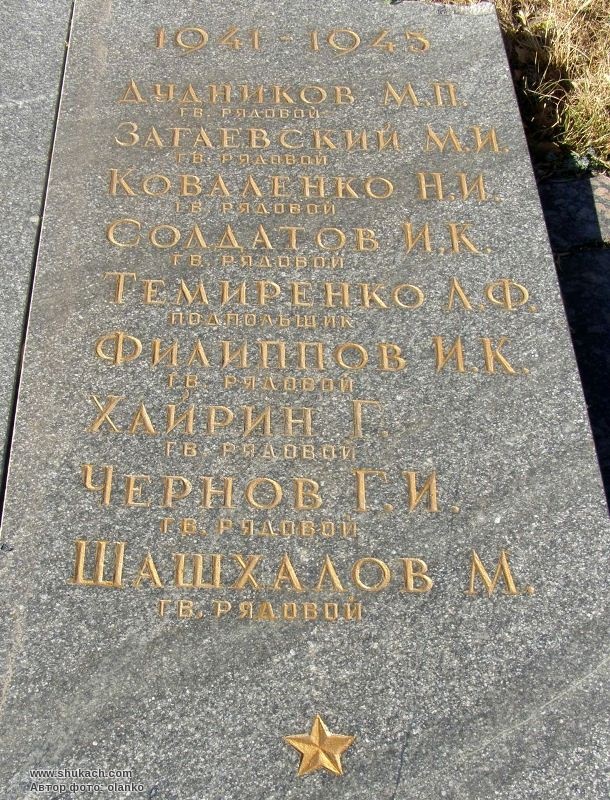 1941-1945
ДУДНИКОВ М.П.
ГВ. РЯДОВОЙ
ЗАГАЕВСКИЙ М.И.
ГВ. РЯДОВОЙ
КОВАЛЕНКО Н.И.
ГВ. РЯДОВОЙ
СОЛДАТОВ И.К.
ГВ. РЯДОВОЙ
ТЕМИРЕНКО Л.Ф.
ПОДПОЛЬЩИК
ФИЛИППОВ И.К.
ГВ. РЯДОВОЙ
ХАЙРИН Г.
ГВ. РЯДОВОЙ
ЧЕРНОВ Г.И.
ГВ. РЯДОВОЙ
ШАШХАЛОВ М.
ГВ. РЯДОВОЙ
www.shukach.com
Автор фото: olanko